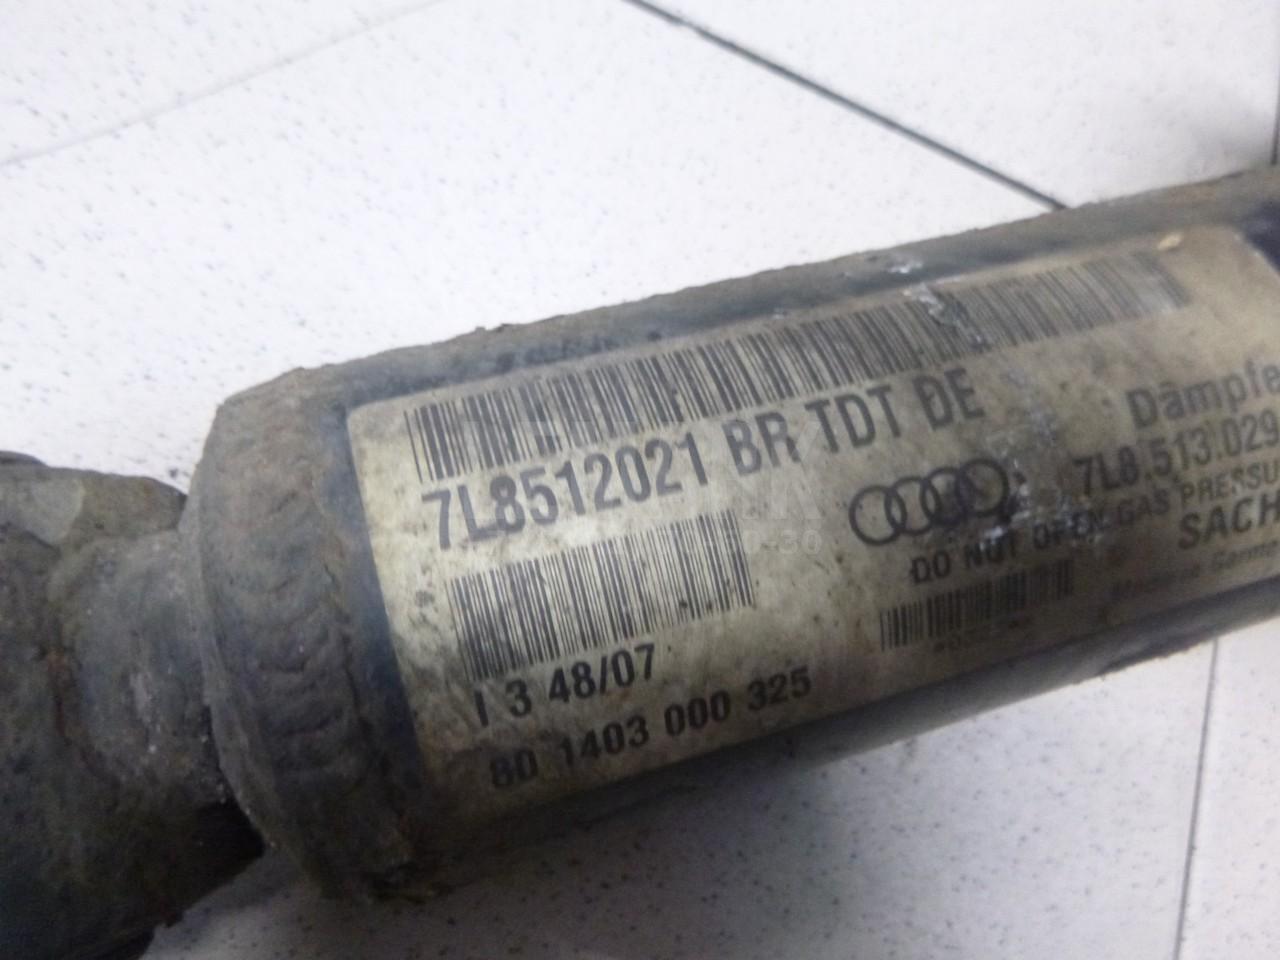 7L8512021 BR TDT DE
Dämpfe
7L8.513.029
DO NOT OPEN GAS PRESSU
SACH
I 3 48/07
80 1403 000 325